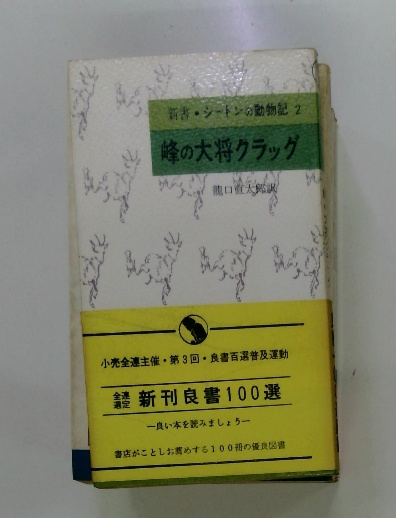 新書・シートンの動物記 2
峰の大将クラッグ
龍口直太郎訳
小売全連主催・第3回・良書百選普及運動
全連
選定 新刊良書100選
—良い本を読みましょう—
書店がことしお薦めする100冊の優良図書